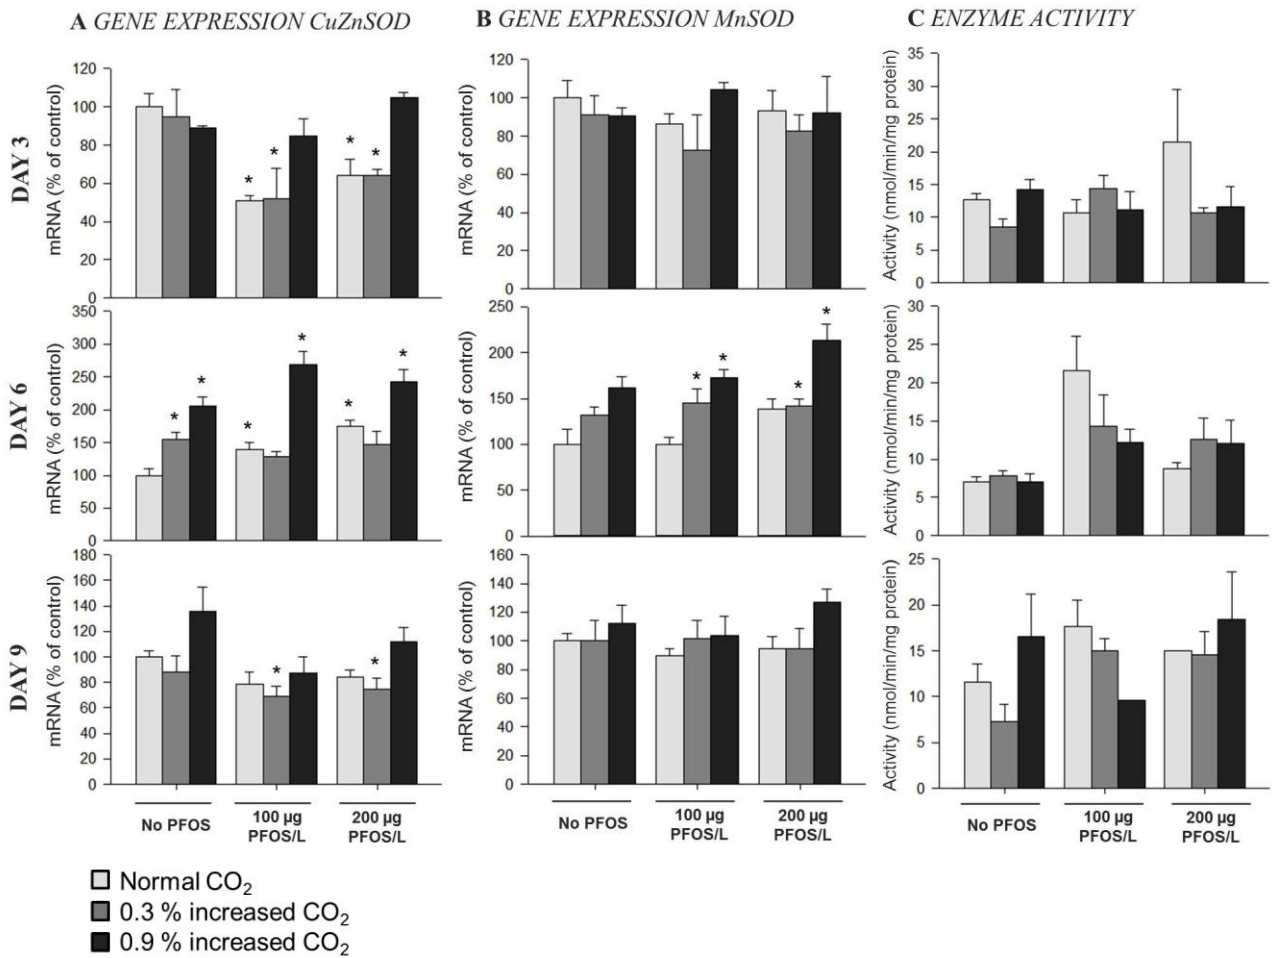 A GENE EXPRESSION CuZnSOD
B GENE EXPRESSION MnSOD
C ENZYME ACTIVITY
DAY 3
mRNA (% of control)
120
100
80
60
40
20
0
* * * *
mRNA (% of control)
120
100
80
60
40
20
0
Activity (nmol/min/mg protein)
35
30
25
20
15
10
5
0
DAY 6
mRNA (% of control)
350
300
250
200
150
100
50
0
* * * * * *
mRNA (% of control)
250
200
150
100
50
0
* * * *
Activity (nmol/min/mg protein)
30
25
20
15
10
5
0
DAY 9
mRNA (% of control)
180
160
140
120
100
80
60
40
20
0
* *
mRNA (% of control)
160
140
120
100
80
60
40
20
0
Activity (nmol/min/mg protein)
25
20
15
10
5
0
No PFOS
100 µg
PFOS/L
200 µg
PFOS/L
No PFOS
100 µg
PFOS/L
200 µg
PFOS/L
No PFOS
100 µg
PFOS/L
200 µg
PFOS/L
Normal CO₂
0.3 % increased CO₂
0.9 % increased CO₂